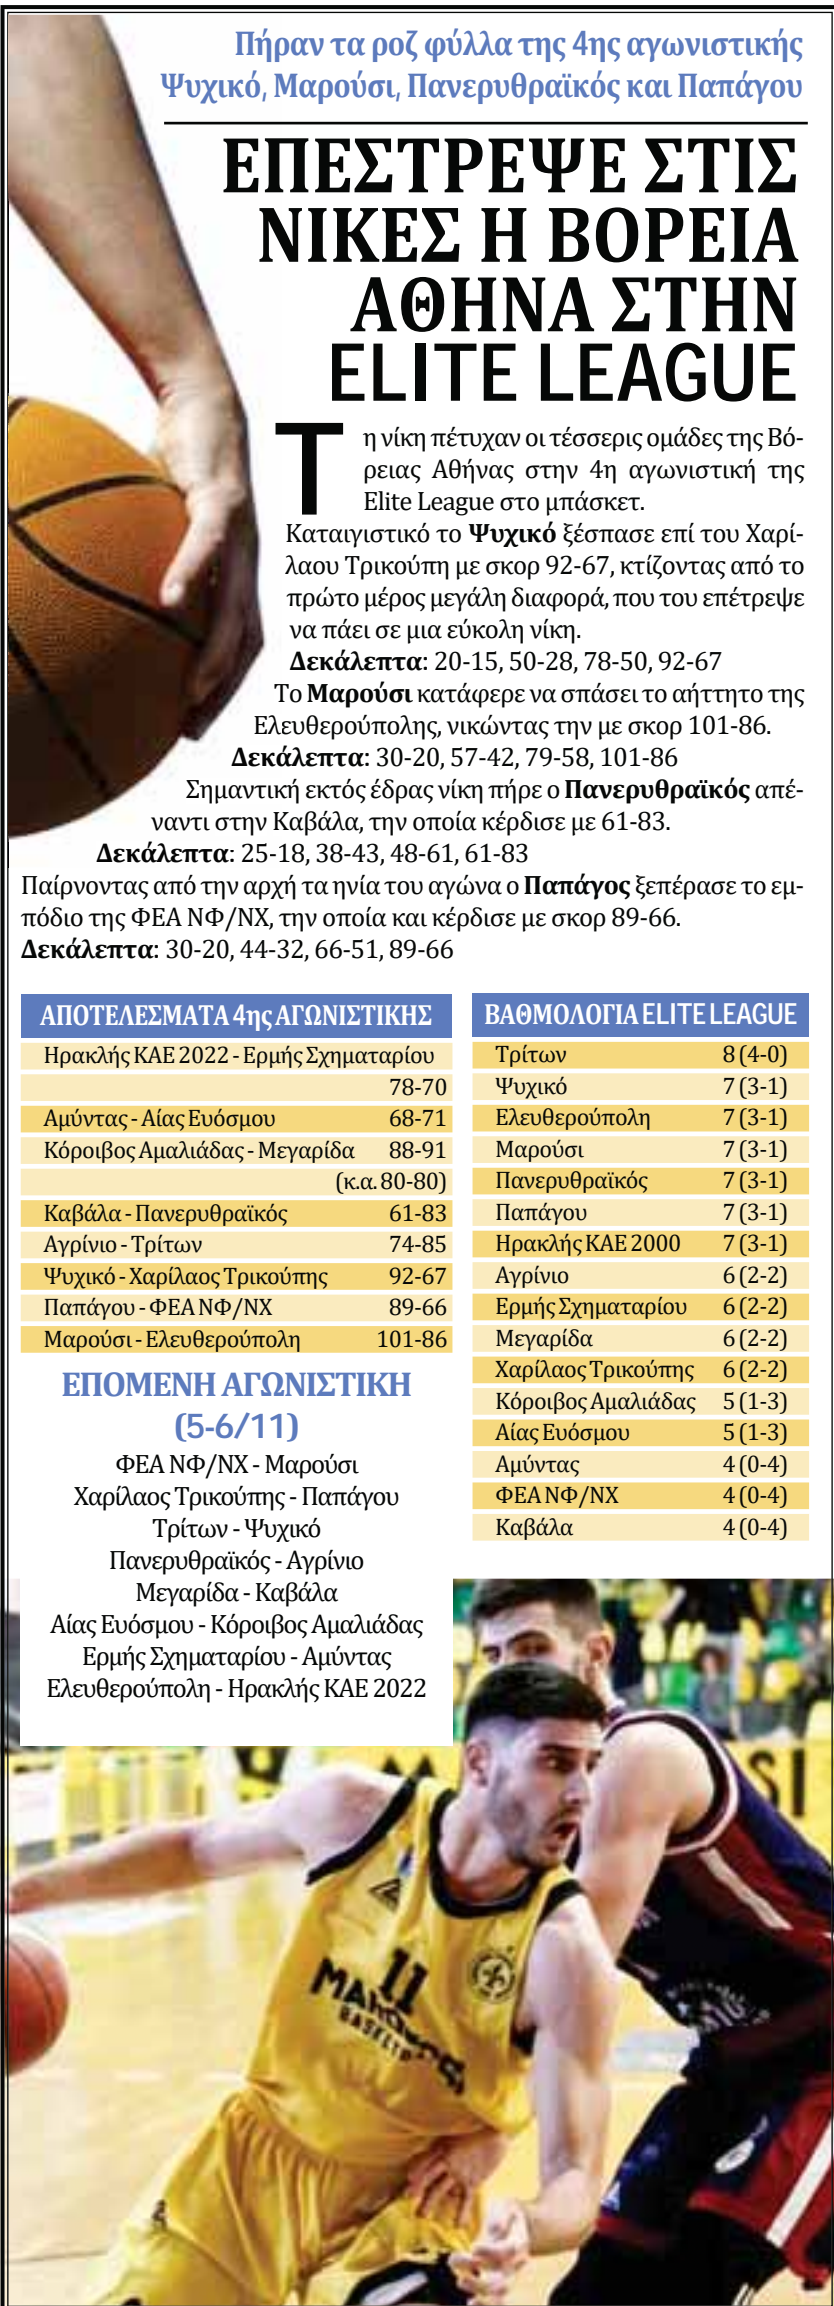 Πήραν τα ροζ φύλλα της 4ης αγωνιστικής
Ψυχικό, Μαρούσι, Πανερυθραϊκός και Παπάγου
ΕΠΕΣΤΡΕΨΕ ΣΤΙΣ
ΝΙΚΕΣ Η ΒΟΡΕΙΑ
ΑΘΗΝΑ ΣΤΗΝ
ELITE LEAGUE
Τη νίκη πέτυχαν οι τέσσερις ομάδες της Βό-
ρειας Αθήνας στην 4η αγωνιστική της
Elite League στο μπάσκετ.
Καταιγιστικό το Ψυχικό ξέσπασε επί του Χαρί-
λαου Τρικούπη με σκορ 92-67, κτίζοντας από το
πρώτο μέρος μεγάλη διαφορά, που του επέτρεψε
να πάει σε μια εύκολη νίκη.
Δεκάλεπτα: 20-15, 50-28, 78-50, 92-67
Το Μαρούσι κατάφερε να σπάσει το αήττητο της
Ελευθερούπολης, νικώντας την με σκορ 101-86.
Δεκάλεπτα: 30-20, 57-42, 79-58, 101-86
Σημαντική εκτός έδρας νίκη πήρε ο Πανερυθραϊκός απέ-
ναντι στην Καβάλα, την οποία κέρδισε με 61-83.
Δεκάλεπτα: 25-18, 38-43, 48-61, 61-83
Παίρνοντας από την αρχή τα ηνία του αγώνα ο Παπάγος ξεπέρασε το εμ-
πόδιο της ΦΕΑ ΝΦ/ΝΧ, την οποία και κέρδισε με σκορ 89-66.
Δεκάλεπτα: 30-20, 44-32, 66-51, 89-66
ΑΠΟΤΕΛΕΣΜΑΤΑ 4ης ΑΓΩΝΙΣΤΙΚΗΣ
Ηρακλής ΚΑΕ 2022 - Ερμής Σχηματαρίου
78-70
Αμύντας - Αίας Ευόσμου 68-71
Κόροιβος Αμαλιάδας - Μεγαρίδα 88-91
(κ.α. 80-80)
Καβάλα - Πανερυθραϊκός 61-83
Αγρίνιο - Τρίτων 74-85
Ψυχικό - Χαρίλαος Τρικούπης 92-67
Παπάγου - ΦΕΑ ΝΦ/ΝΧ 89-66
Μαρούσι - Ελευθερούπολη 101-86
ΕΠΟΜΕΝΗ ΑΓΩΝΙΣΤΙΚΗ
(5-6/11)
ΦΕΑ ΝΦ/ΝΧ - Μαρούσι
Χαρίλαος Τρικούπης - Παπάγου
Τρίτων - Ψυχικό
Πανερυθραϊκός - Αγρίνιο
Μεγαρίδα - Καβάλα
Αίας Ευόσμου - Κόροιβος Αμαλιάδας
Ερμής Σχηματαρίου - Αμύντας
Ελευθερούπολη - Ηρακλής ΚΑΕ 2022
ΒΑΘΜΟΛΟΓΙΑ ELITE LEAGUE
Τρίτων 8 (4-0)
Ψυχικό 7 (3-1)
Ελευθερούπολη 7 (3-1)
Μαρούσι 7 (3-1)
Πανερυθραϊκός 7 (3-1)
Παπάγου 7 (3-1)
Ηρακλής ΚΑΕ 2000 7 (3-1)
Αγρίνιο 6 (2-2)
Ερμής Σχηματαρίου 6 (2-2)
Μεγαρίδα 6 (2-2)
Χαρίλαος Τρικούπης 6 (2-2)
Κόροιβος Αμαλιάδας 5 (1-3)
Αίας Ευόσμου 5 (1-3)
Αμύντας 4 (0-4)
ΦΕΑ ΝΦ/ΝΧ 4 (0-4)
Καβάλα 4 (0-4)
11